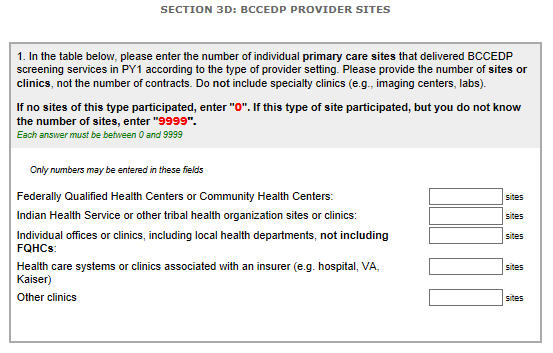 SECTION 3D: BCCEDP PROVIDER SITES
1. In the table below, please enter the number of individual primary care sites that delivered BCCEDP
screening services in PY1 according to the type of provider setting. Please provide the number of sites or
clinics, not the number of contracts. Do not include specialty clinics (e.g., imaging centers, labs).
If no sites of this type participated, enter "0". If this type of site participated, but you do not know
the number of sites, enter "9999".
Each answer must be between 0 and 9999
Only numbers may be entered in these fields
Federally Qualified Health Centers or Community Health Centers: sites
Indian Health Service or other tribal health organization sites or clinics: sites
Individual offices or clinics, including local health departments, not including sites
FQHCs:
Health care systems or clinics associated with an insurer (e.g. hospital, VA, sites
Kaiser)
Other clinics sites